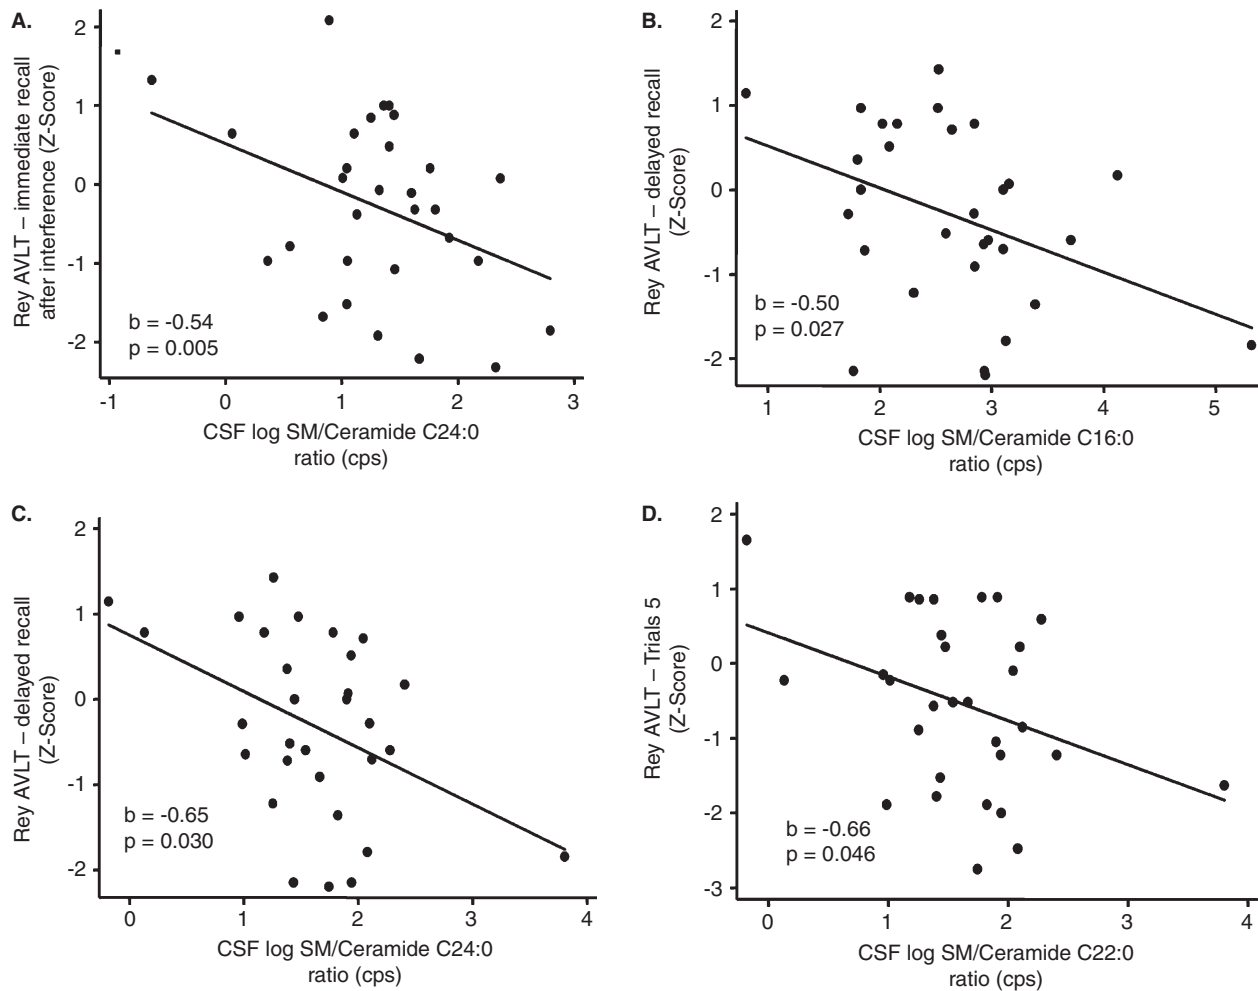 A.
Rey AVLT – immediate recall
after interference (Z-Score)
2
1
0
-1
-2
b = -0.54
p = 0.005
-1 0 1 2 3
CSF log SM/Ceramide C24:0
ratio (cps)
B.
Rey AVLT – delayed recall
(Z-Score)
2
1
0
-1
-2
b = -0.50
p = 0.027
1 2 3 4 5
CSF log SM/Ceramide C16:0
ratio (cps)
C.
Rey AVLT – delayed recall
(Z-Score)
2
1
0
-1
-2
b = -0.65
p = 0.030
0 1 2 3 4
CSF log SM/Ceramide C24:0
ratio (cps)
D.
Rey AVLT – Trials 5
(Z-Score)
2
1
0
-1
-2
-3
b = -0.66
p = 0.046
0 1 2 3 4
CSF log SM/Ceramide C22:0
ratio (cps)